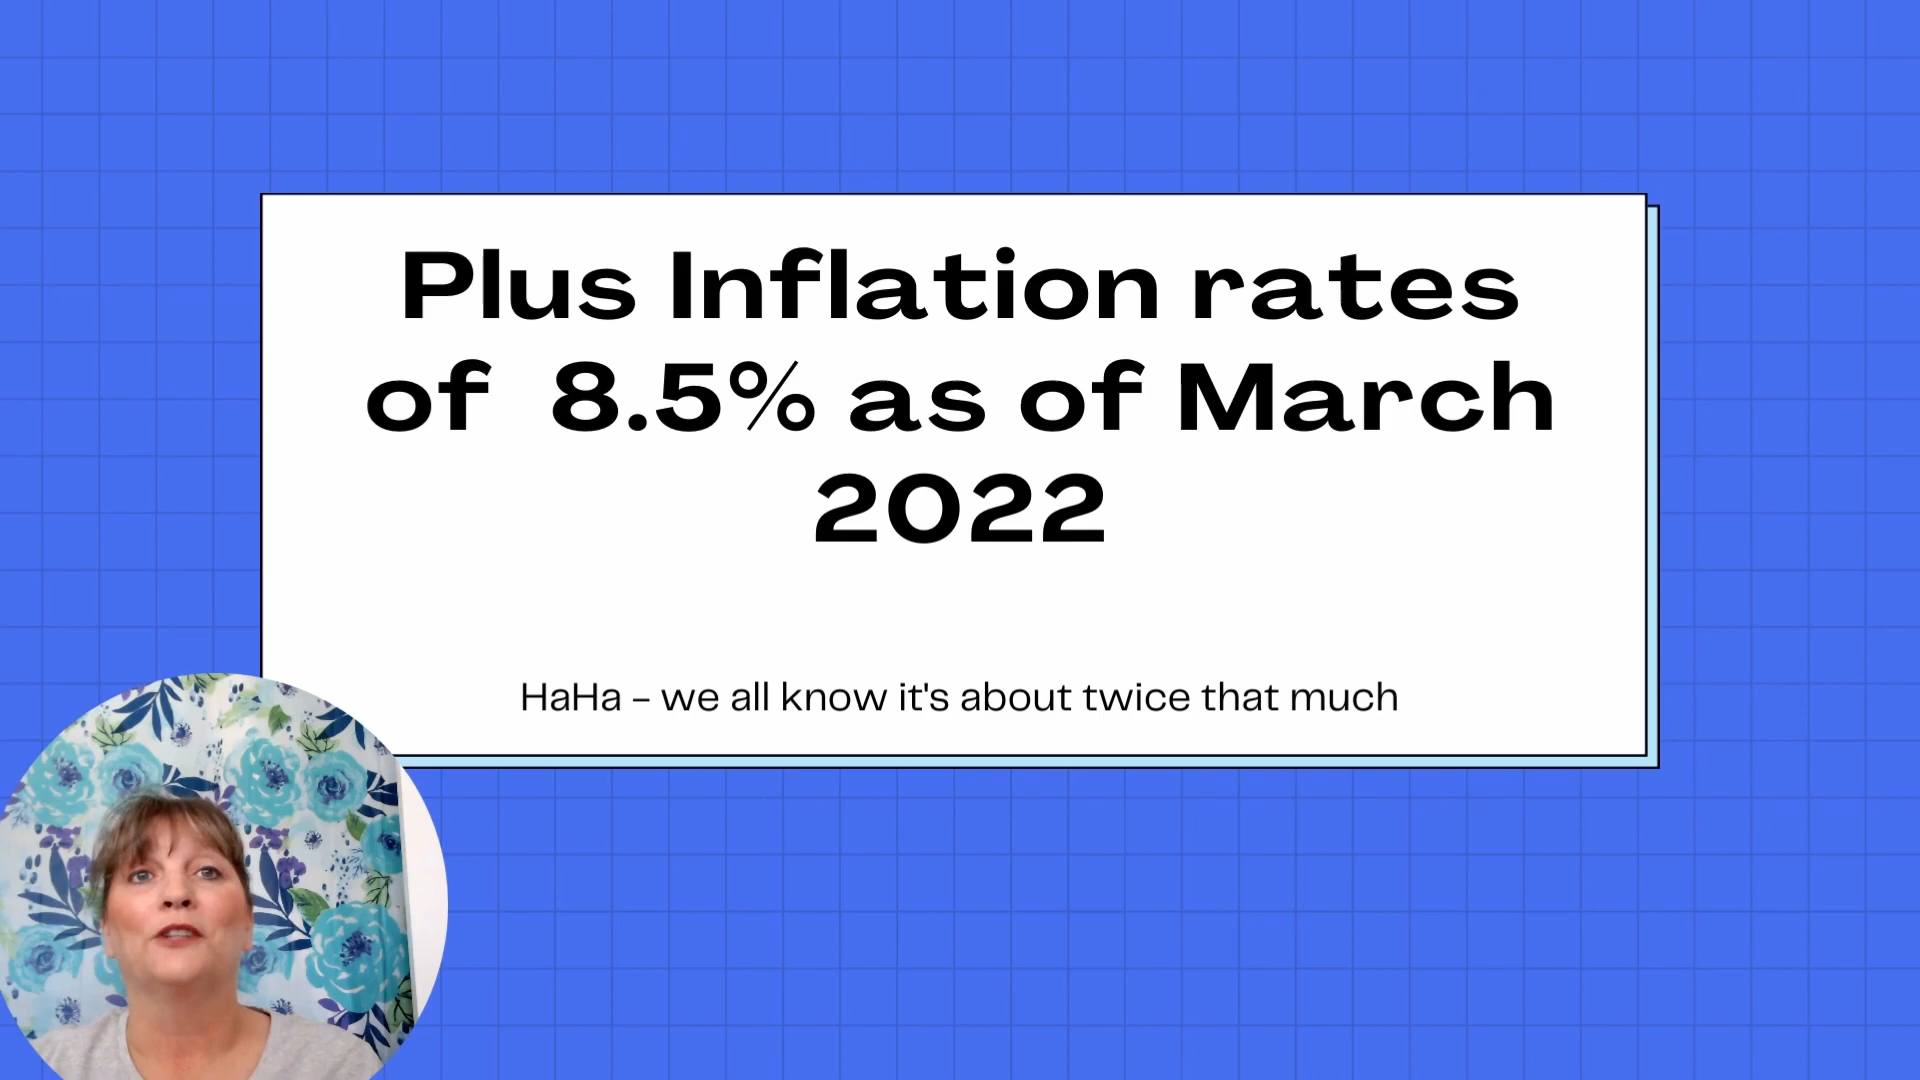 Plus Inflation rates
of  8.5% as of March
2022
HaHa – we all know it's about twice that much